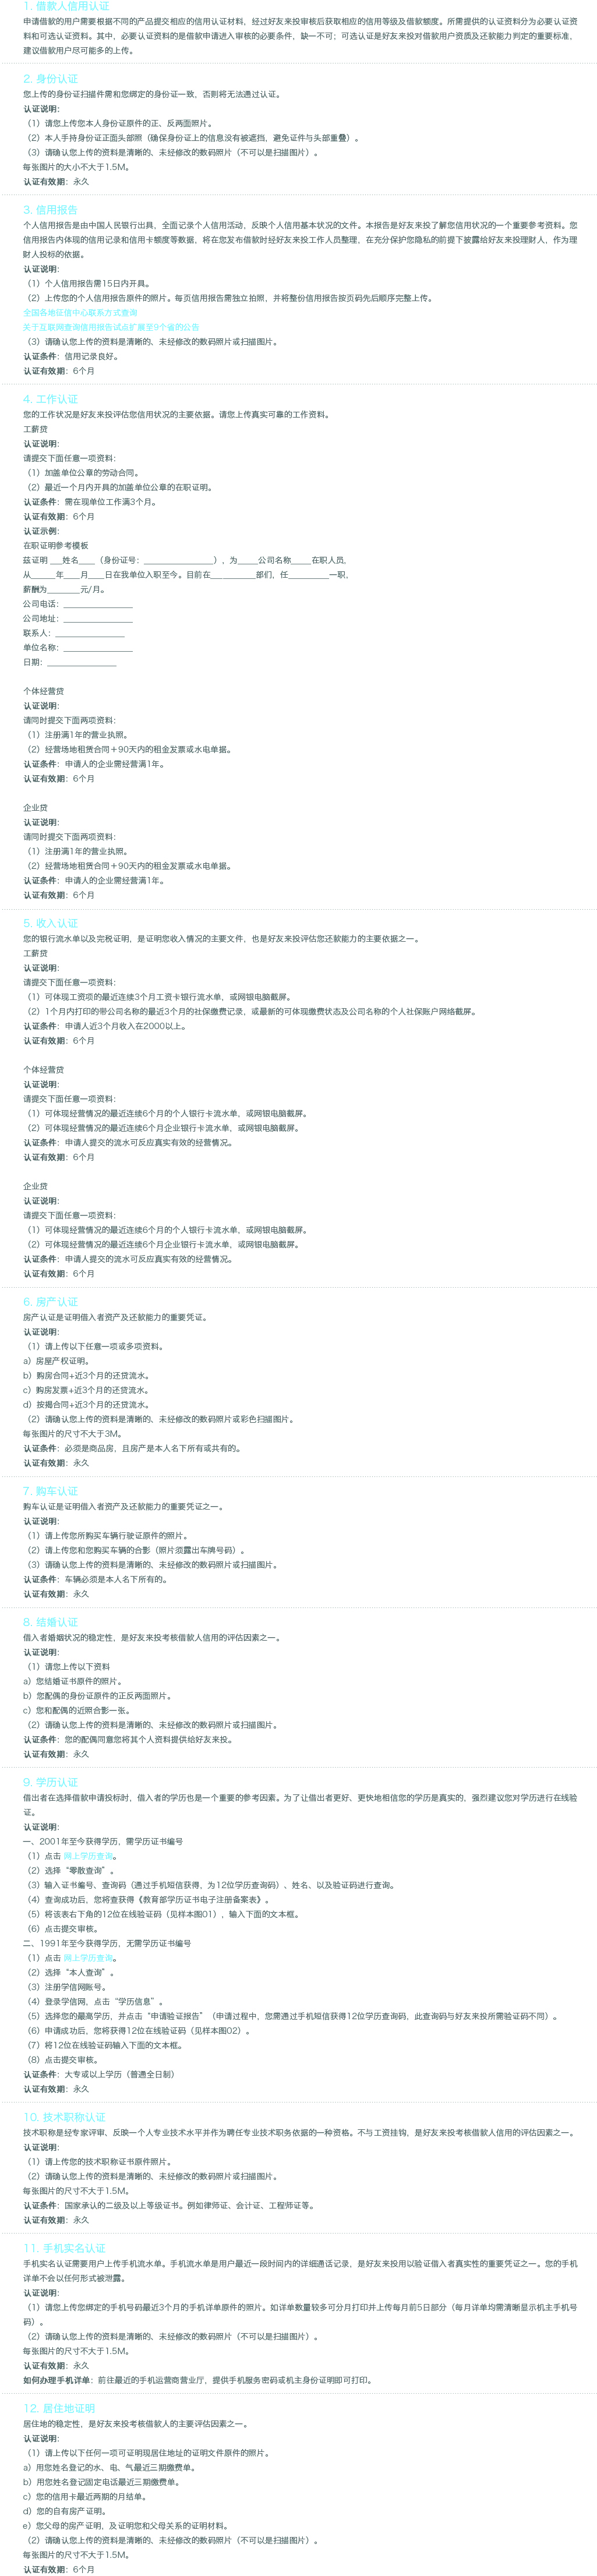 1. 借款人信用认证
申请借款的用户需要根据不同的产品提交相应的信用认证材料，经过好友来投审核后获取相应的信用等级及借款额度。所需提供的认证资料分为必要认证资
料和可选认证资料。其中，必要认证资料的是借款申请进入审核的必要条件，缺一不可；可选认证是好友来投对借款用户资质及还款能力判定的重要标准，
建议借款用户尽可能多的上传。
2. 身份认证
您上传的身份证扫描件需和您绑定的身份证一致，否则将无法通过认证。
认证说明：
（1）请您上传您本人身份证原件的正、反两面照片。
（2）本人手持身份证正面头部照（确保身份证上的信息没有被遮挡，避免证件与头部重叠）。
（3）请确认您上传的资料是清晰的、未经修改的数码照片（不可以是扫描图片）。
每张图片的大小不大于1.5M。
认证有效期：永久
3. 信用报告
个人信用报告是由中国人民银行出具，全面记录个人信用活动，反映个人信用基本状况的文件。本报告是好友来投了解您信用状况的一个重要参考资料。您
信用报告内体现的信用记录和信用卡额度等数据，将在您发布借款时经好友来投工作人员整理，在充分保护您隐私的前提下披露给好友来投理财人，作为理
财人投标的依据。
认证说明：
（1）个人信用报告需15日内开具。
（2）上传您的个人信用报告原件的照片。每页信用报告需独立拍照，并将整份信用报告按页码先后顺序完整上传。
全国各地征信中心联系方式查询
关于互联网查询信用报告试点扩展至9个省的公告
（3）请确认您上传的资料是清晰的、未经修改的数码照片或扫描图片。
认证条件：信用记录良好。
认证有效期：6个月
4. 工作认证
您的工作状况是好友来投评估您信用状况的主要依据。请您上传真实可靠的工作资料。
工薪贷
认证说明：
请提交下面任意一项资料：
（1）加盖单位公章的劳动合同。
（2）最近一个月内开具的加盖单位公章的在职证明。
认证条件：需在现单位工作满3个月。
认证有效期：6个月
认证示例：
在职证明参考模板
兹证明 ___姓名____（身份证号：_________________），为_____公司名称_____在职人员，
从______年____月____日在我单位入职至今。目前在___________部们，任__________一职，
薪酬为________元/月。
公司电话：_________________
公司地址：_________________
联系人：_________________
单位名称：_________________
日期：_________________
个体经营贷
认证说明：
请同时提交下面两项资料：
（1）注册满1年的营业执照。
（2）经营场地租赁合同＋90天内的租金发票或水电单据。
认证条件：申请人的企业需经营满1年。
认证有效期：6个月
企业贷
认证说明：
请同时提交下面两项资料：
（1）注册满1年的营业执照。
（2）经营场地租赁合同＋90天内的租金发票或水电单据。
认证条件：申请人的企业需经营满1年。
认证有效期：6个月
5. 收入认证
您的银行流水单以及完税证明，是证明您收入情况的主要文件，也是好友来投评估您还款能力的主要依据之一。
工薪贷
认证说明：
请提交下面任意一项资料：
（1）可体现工资项的最近连续3个月工资卡银行流水单，或网银电脑截屏。
（2）1个月内打印的带公司名称的最近3个月的社保缴费记录，或最新的可体现缴费状态及公司名称的个人社保账户网络截屏。
认证条件：申请人近3个月收入在2000以上。
认证有效期：6个月
个体经营贷
认证说明：
请提交下面任意一项资料：
（1）可体现经营情况的最近连续6个月的个人银行卡流水单，或网银电脑截屏。
（2）可体现经营情况的最近连续6个月企业银行卡流水单，或网银电脑截屏。
认证条件：申请人提交的流水可反应真实有效的经营情况。
认证有效期：6个月
企业贷
认证说明：
请提交下面任意一项资料：
（1）可体现经营情况的最近连续6个月的个人银行卡流水单、或网银电脑截屏。
（2）可体现经营情况的最近连续6个月企业银行卡流水单，或网银电脑截屏。
认证条件：申请人提交的流水可反应真实有效的经营情况。
认证有效期：6个月
6. 房产认证
房产认证是证明借入者资产及还款能力的重要凭证。
认证说明：
（1）请上传以下任意一项或多项资料。
a）房屋产权证明。
b）购房合同+近3个月的还贷流水。
c）购房发票+近3个月的还贷流水。
d）按揭合同+近3个月的还贷流水。
（2）请确认您上传的资料是清晰的、未经修改的数码照片或彩色扫描图片。
每张图片的尺寸不大于3M。
认证条件：必须是商品房，且房产是本人名下所有或共有的。
认证有效期：永久
7. 购车认证
购车认证是证明借入者资产及还款能力的重要凭证之一。
认证说明：
（1）请上传您所购买车辆行驶证原件的照片。
（2）请上传您和您购买车辆的合影（照片须露出车牌号码）。
（3）请确认您上传的资料是清晰的、未经修改的数码照片或扫描图片。
认证条件：车辆必须是本人名下所有的。
认证有效期：永久
8. 结婚认证
借入者婚姻状况的稳定性，是好友来投考核借款人信用的评估因素之一。
认证说明：
（1）请您上传以下资料
a）您结婚证书原件的照片。
b）您配偶的身份证原件的正反两面照片。
c）您和配偶的近照合影一张。
（2）请确认您上传的资料是清晰的、未经修改的数码照片或扫描图片。
认证条件：您的配偶同意您将其个人资料提供给好友来投。
认证有效期：永久
9. 学历认证
借出者在选择借款申请投标时，借入者的学历也是一个重要的参考因素。为了让借出者更好、更快地相信您的学历是真实的，强烈建议您对学历进行在线验
证。
认证说明：
一、2001年至今获得学历，需学历证书编号
（1）点击 网上学历查询。
（2）选择“零散查询”。
（3）输入证书编号、查询码（通过手机短信获得，为12位学历查询码）、姓名、以及验证码进行查询。
（4）查询成功后，您将查获得《教育部学历证书电子注册备案表》。
（5）将该表右下角的12位在线验证码（见样本图01），输入下面的文本框。
（6）点击提交审核。
二、1991年至今获得学历，无需学历证书编号
（1）点击 网上学历查询。
（2）选择“本人查询”。
（3）注册学信网账号。
（4）登录学信网，点击“学历信息”。
（5）选择您的最高学历，并点击“申请验证报告”（申请过程中，您需通过手机短信获得12位学历查询码，此查询码与好友来投所需验证码不同）。
（6）申请成功后，您将获得12位在线验证码（见样本图02）。
（7）将12位在线验证码输入下面的文本框。
（8）点击提交审核。
认证条件：大专或以上学历（普通全日制）
认证有效期：永久
10. 技术职称认证
技术职称是经专家评审、反映一个人专业技术水平并作为聘任专业技术职务依据的一种资格。不与工资挂钩，是好友来投考核借款人信用的评估因素之一。
认证说明：
（1）请上传您的技术职称证书原件照片。
（2）请确认您上传的资料是清晰的、未经修改的数码照片或扫描图片。
每张图片的尺寸不大于1.5M。
认证条件：国家承认的二级及以上等级证书。例如律师证、会计证、工程师证等。
认证有效期：永久
11. 手机实名认证
手机实名认证需要用户上传手机流水单。手机流水单是用户最近一段时间内的详细通话记录，是好友来投用以验证借入者真实性的重要凭证之一。您的手机
详单不会以任何形式被泄露。
认证说明：
（1）请您上传您绑定的手机号码最近3个月的手机详单原件的照片。如详单数量较多可分月打印并上传每月前5日部分（每月详单均需清晰显示机主手机号
码）。
（2）请确认您上传的资料是清晰的、未经修改的数码照片（不可以是扫描图片）。
每张图片的尺寸不大于1.5M。
认证有效期：永久
如何办理手机详单：前往最近的手机运营商营业厅，提供手机服务密码或机主身份证明即可打印。
12. 居住地证明
居住地的稳定性，是好友来投考核借款人的主要评估因素之一。
认证说明：
（1）请上传以下任何一项可证明现居住地址的证明文件原件的照片。
a）用您姓名登记的水、电、气最近三期缴费单。
b）用您姓名登记固定电话最近三期缴费单。
c）您的信用卡最近两期的月结单。
d）您的自有房产证明。
e）您父母的房产证明，及证明您和父母关系的证明材料。
（2）请确认您上传的资料是清晰的、未经修改的数码照片（不可以是扫描图片）。
每张图片的尺寸不大于1.5M。
认证有效期：6个月